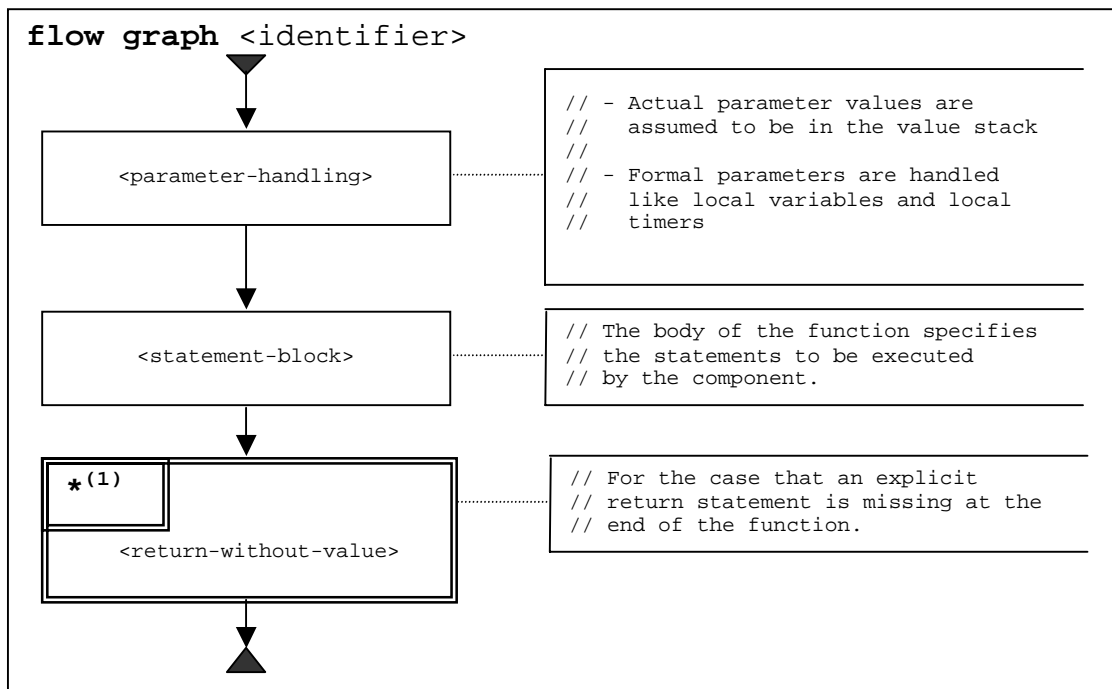 flow graph <identifier>
// - Actual parameter values are
// assumed to be in the value stack
//
// - Formal parameters are handled
// like local variables and local
// timers
<parameter-handling>
// The body of the function specifies
// the statements to be executed
// by the component.
<statement-block>
*(1)
<return-without-value>
// For the case that an explicit
// return statement is missing at the
// end of the function.